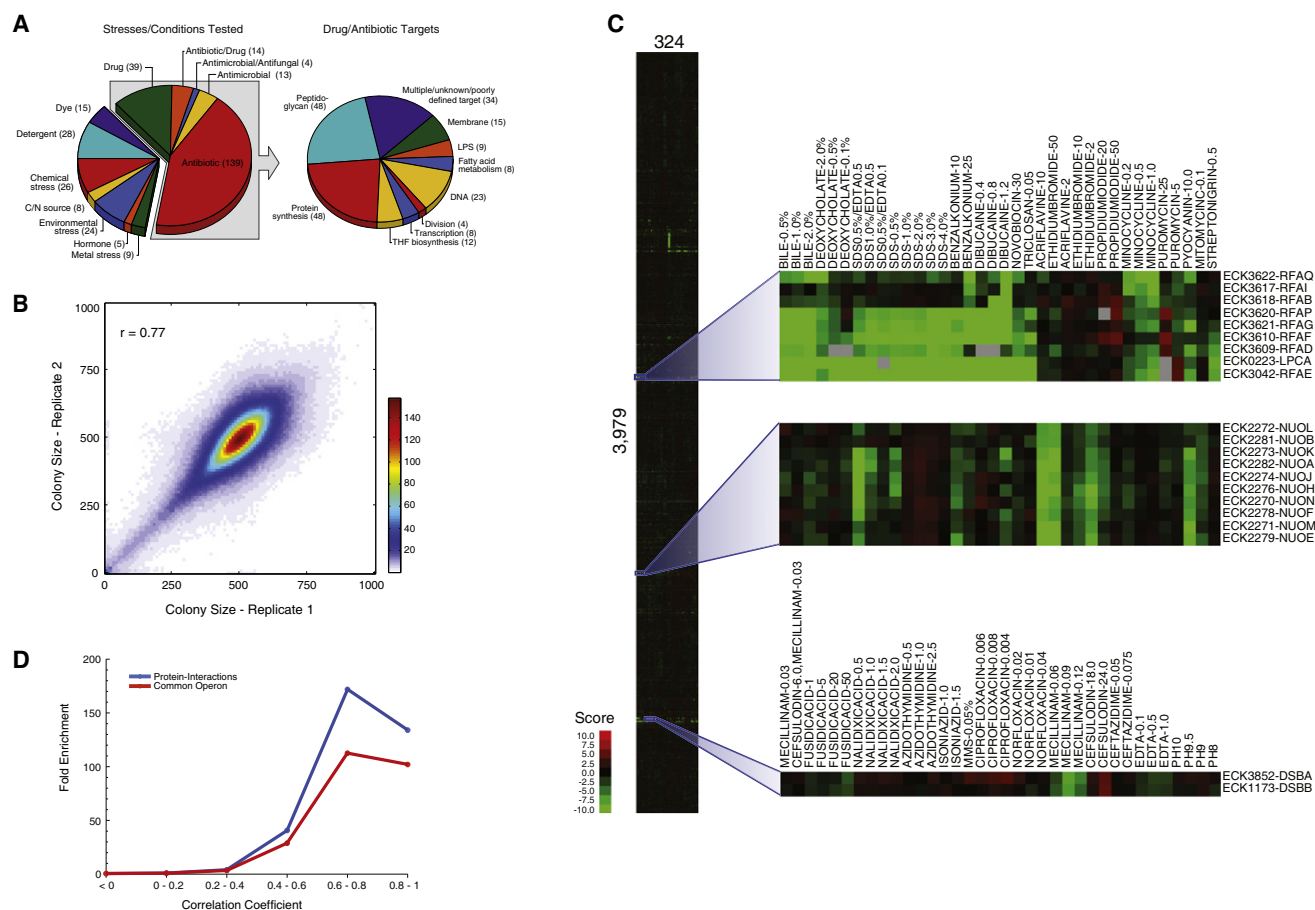 A
Stresses/Conditions Tested
Drug/Antibiotic Targets
Antibiotic/Drug (14)
Antimicrobial/Antifungal (4)
Antimicrobial (13)
Drug (39)
Dye (15)
Detergent (28)
Antibiotic (139)
Chemical
stress (26)
C/N source (8)
Environmental
stress (24)
Hormone (5)
Metal stress (9)
Peptido-
glycan (48)
Multiple/unknown/poorly
defined target (34)
Membrane (15)
LPS (9)
Fatty acid
metabolism (8)
DNA (23)
Division (4)
Transcription (8)
THF biosynthesis (12)
Protein
synthesis (48)
B
r = 0.77
1000
750
500
250
0
0
250
500
750
1000
Colony Size - Replicate 2
Colony Size - Replicate 1
140
120
100
80
60
40
20
C
324
3,979
BILE-0.5%
BILE-1.0%
BILE-2.0%
DEOXYCHOLATE-2.0%
DEOXYCHOLATE-0.5%
DEOXYCHOLATE-0.1%
SDS0.5%/EDTA0.5
SDS1.0%/EDTA0.5
SDS0.5%/EDTA0.1
SDS-0.5%
SDS-1.0%
SDS-2.0%
SDS-3.0%
SDS-4.0%
BENZALKONIUM-10
BENZALKONIUM-25
DIBUCAINE-0.4
DIBUCAINE-0.8
DIBUCAINE-1.2
NOVOBIOCIN-30
TRICLOSAN-0.05
ACRIFLAVINE-10
ETHIDIUMBROMIDE-50
ACRIFLAVINE-2
ETHIDIUMBROMIDE-10
ETHIDIUMBROMIDE-2
PROPIDIUMIODID-20
PROPIDIUMIODIDE-50
MINOCYCLINE-0.2
MINOCYCLINE-0.5
MINOCYCLINE-1.0
PUROMYCIN-25
PUROMYCIN-5
PYOCYANIN-10.0
MITOMYCINC-0.1
STREPTONIGRIN-0.5
ECK3622-RFAQ
ECK3617-RFAI
ECK3618-RFAB
ECK3620-RFAP
ECK3621-RFAG
ECK3610-RFAF
ECK3609-RFAD
ECK0223-LPCA
ECK3042-RFAE
ECK2272-NUOL
ECK2281-NUOB
ECK2273-NUOK
ECK2282-NUOA
ECK2274-NUOJ
ECK2276-NUOH
ECK2270-NUON
ECK2278-NUOF
ECK2271-NUOM
ECK2279-NUOE
MECILLINAM-0.03
CEFSULODIN-6.0,MECILLINAM-0.03
FUSIDICACID-1
FUSIDICACID-5
FUSIDICACID-20
FUSIDICACID-50
NALIDIXICACID-0.5
NALIDIXICACID-1.0
NALIDIXICACID-1.5
NALIDIXICACID-2.0
AZIDOTHYMIDINE-0.5
AZIDOTHYMIDINE-1.0
AZIDOTHYMIDINE-2.5
ISONIAZID-1.0
ISONIAZID-1.5
MMS-0.05%
CIPROFLOXACIN-0.006
CIPROFLOXACIN-0.008
CIPROFLOXACIN-0.004
NORFLOXACIN-0.02
NORFLOXACIN-0.01
NORFLOXACIN-0.04
MECILLINAM-0.06
MECILLINAM-0.09
MECILLINAM-0.12
CEFSULODIN-18.0
CEFSULODIN-24.0
CEFTAZIDIME-0.05
CEFTAZIDIME-0.075
EDTA-0.1
EDTA-0.5
EDTA-1.0
PH10
PH9.5
PH9
PH8
ECK3852-DSBA
ECK1173-DSBB
Score
10.0
7.5
5.0
2.5
0.0
-2.5
-5.0
-7.5
-10.0
D
Protein-Interactions
Common Operon
200
150
100
50
0
Fold Enrichment
< 0
0 - 0.2
0.2 - 0.4
0.4 - 0.6
0.6 - 0.8
0.8 - 1
Correlation Coefficient